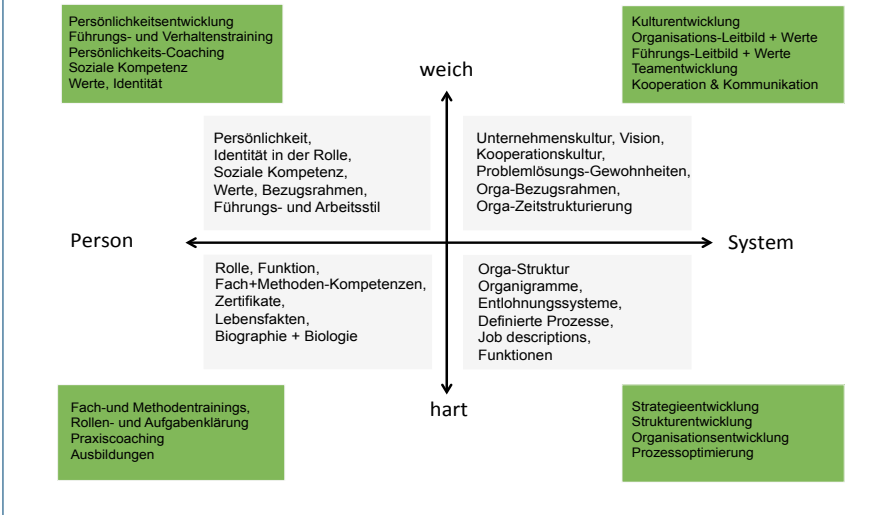 Persönlichkeitsentwicklung
Führungs- und Verhaltenstraining
Persönlichkeits-Coaching
Soziale Kompetenz
Werte, Identität
Kulturentwicklung
Organisations-Leitbild + Werte
Führungs-Leitbild + Werte
Teamentwicklung
Kooperation & Kommunikation
weich
Persönlichkeit,
Identität in der Rolle,
Soziale Kompetenz,
Werte, Bezugsrahmen,
Führungs- und Arbeitsstil
Unternehmenskultur, Vision,
Kooperationskultur,
Problemlösungs-Gewohnheiten,
Orga-Bezugsrahmen,
Orga-Zeitstrukturierung
Person
System
Rolle, Funktion,
Fach+Methoden-Kompetenzen,
Zertifikate,
Lebensfakten,
Biographie + Biologie
Orga-Struktur
Organigramme,
Entlohnungssysteme,
Definierte Prozesse,
Job descriptions,
Funktionen
hart
Fach-und Methodentrainings,
Rollen- und Aufgabenklärung
Praxiscoaching
Ausbildungen
Strategieentwicklung
Strukturentwicklung
Organisationsentwicklung
Prozessoptimierung